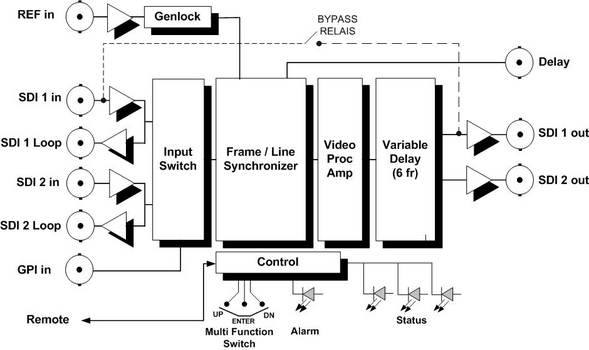 REF in
Genlock
BYPASS
RELAIS
Delay
SDI 1 in
SDI 1 Loop
SDI 2 in
SDI 2 Loop
GPI in
Input
Switch
Frame / Line
Synchronizer
Video
Proc
Amp
Variable
Delay
(6 fr)
SDI 1 out
SDI 2 out
Control
Remote
UP
ENTER
DN
Multi Function
Switch
Alarm
Status